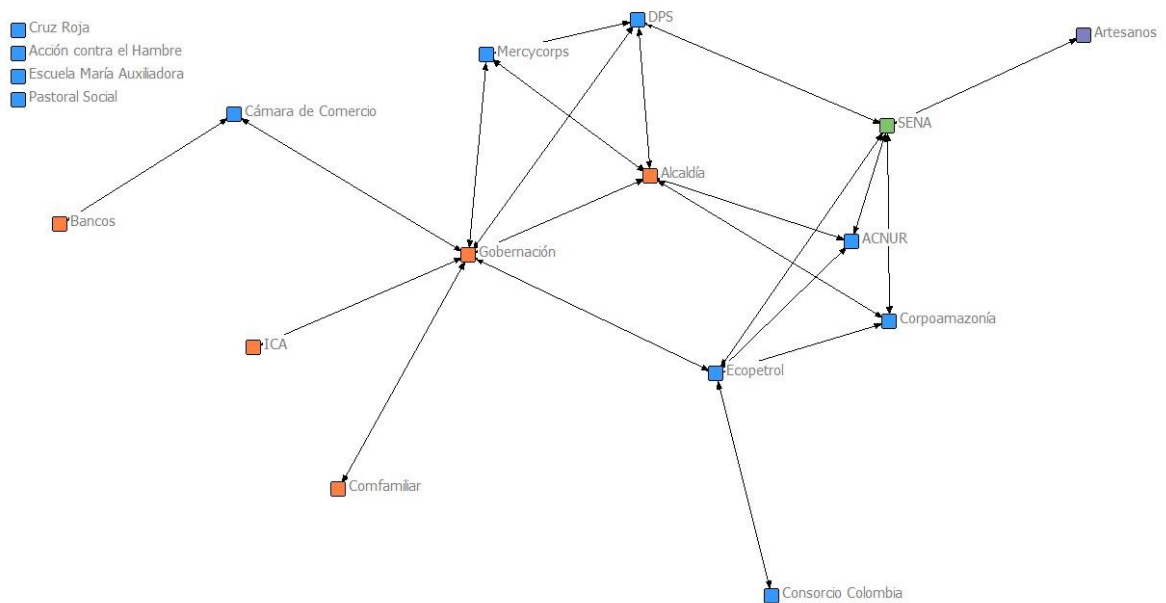 Cruz Roja
Acción contra el Hambre
Escuela María Auxiliadora
Pastoral Social
DPS
Mercycorps
Artesanos
Cámara de Comercio
SENA
Alcaldía
Bancos
ACNUR
Gobernación
Corpoamazonía
ICA
Ecopetrol
Comfamiliar
Consorcio Colombia